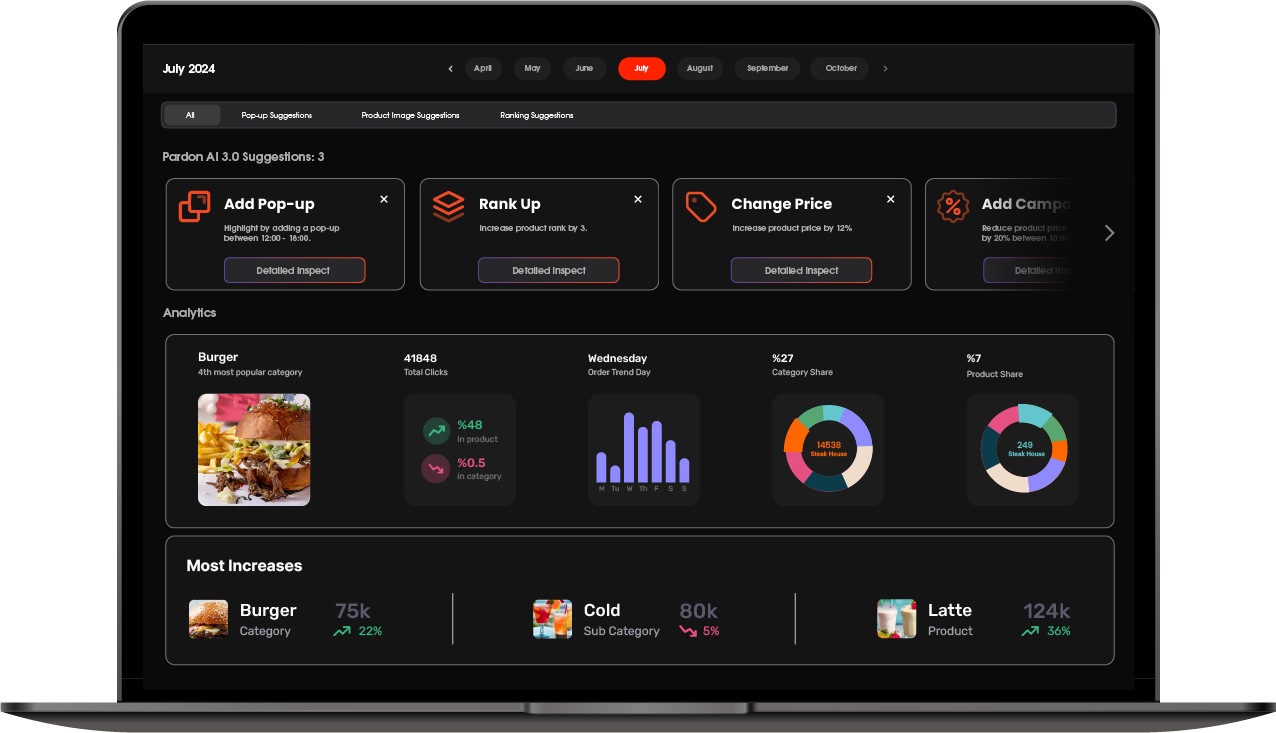 July 2024
April
May
June
July
August
September
October
All
Pop-up Suggestions
Product Image Suggestions
Ranking Suggestions
Pardon AI 3.0 Suggestions: 3
Add Pop-up
Highlight by adding a pop-up
between 12:00 - 18:00.
Detailed Inspect
Rank Up
Increase product rank by 3.
Detailed Inspect
Change Price
Increase product price by 12%
Detailed Inspect
Add Campa
Reduce product price
by 20% between 10:00
Detailed Ins
Analytics
Burger
4th most popular category
41848
Total Clicks
%48
in product
%0.5
in category
Wednesday
Order Trend Day
M Tu W Th F S S
%27
Category Share
14538
Steak House
%7
Product Share
249
Steak House
Most Increases
Burger
Category
75k
22%
Cold
Sub Category
80k
5%
Latte
Product
124k
36%